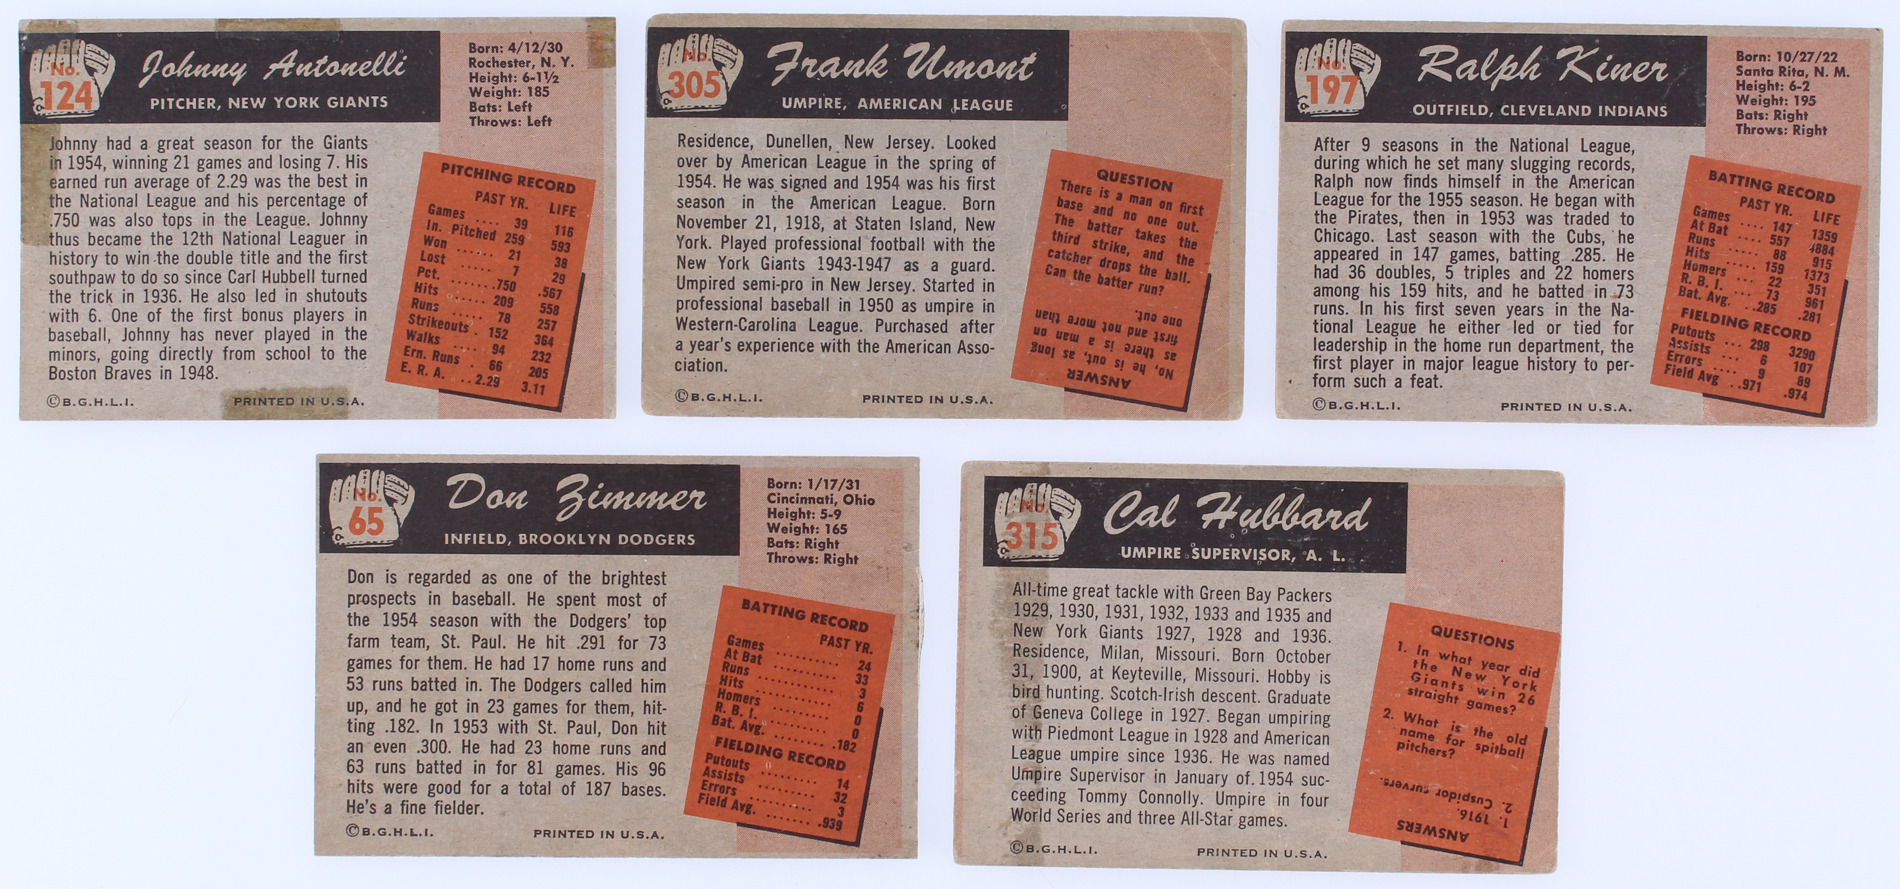 No.
124
Johnny Antonelli
PITCHER, NEW YORK GIANTS
Born: 4/12/30
Rochester, N. Y.
Height: 6-1½
Weight: 185
Bats: Left
Throws: Left
Johnny had a great season for the Giants
in 1954, winning 21 games and losing 7. His
earned run average of 2.29 was the best in
the National League and his percentage of
.750 was also tops in the League. Johnny
thus became the 12th National Leaguer in
history to win the double title and the first
southpaw to do so since Carl Hubbell turned
the trick in 1936. He also led in shutouts
with 6. One of the first bonus players in
baseball, Johnny has never played in the
minors, going directly from school to the
Boston Braves in 1948.
PITCHING RECORD
PAST YR. LIFE
Games .... 39 116
In. Pitched 259 593
Won ..... 21 38
Lost ..... 7 29
Pct. ..... .750 .567
Hits ..... 209 558
Runs ..... 78 257
Strikeouts . 152 364
Walks .... 94 232
Ern. Runs . 66 205
E. R. A. .. 2.29 3.11
©B.G.H.L.I. PRINTED IN U.S.A.
No.
305
Frank Umont
UMPIRE, AMERICAN LEAGUE
Residence, Dunellen, New Jersey. Looked
over by American League in the spring of
1954. He was signed and 1954 was his first
season in the American League. Born
November 21, 1918, at Staten Island, New
York. Played professional football with the
New York Giants 1943-1947 as a guard.
Umpired semi-pro in New Jersey. Started in
professional baseball in 1950 as umpire in
Western-Carolina League. Purchased after
a year's experience with the American Asso-
ciation.
QUESTION
There is a man on first
base and no one out.
The batter takes the
third strike, and the
catcher drops the ball.
Can the batter run?
ANSWER
No, he is out, as long
as there is a man on
first and not more than
one out.
©B.G.H.L.I. PRINTED IN U.S.A.
No.
197
Ralph Kiner
OUTFIELD, CLEVELAND INDIANS
Born: 10/27/22
Santa Rita, N. M.
Height: 6-2
Weight: 195
Bats: Right
Throws: Right
After 9 seasons in the National League,
during which he set many slugging records,
Ralph now finds himself in the American
League for the 1955 season. He began with
the Pirates, then in 1953 was traded to
Chicago. Last season with the Cubs, he
appeared in 147 games, batting .285. He
had 36 doubles, 5 triples and 22 homers
among his 159 hits, and he batted in 73
runs. In his first seven years in the Na-
tional League he either led or tied for
leadership in the home run department, the
first player in major league history to per-
form such a feat.
BATTING RECORD
PAST YR. LIFE
Games .... 147 1359
At Bat .... 557 4884
Runs ..... 88 915
Hits ..... 159 1373
Homers .... 22 351
R. B. I. .... 73 961
Bat. Avg. ... .285 .281
FIELDING RECORD
Putouts .. 298 3290
Assists ... 6 107
Errors .... 9 89
Field Avg .971 .974
©B.G.H.L.I. PRINTED IN U.S.A.
No.
65
Don Zimmer
INFIELD, BROOKLYN DODGERS
Born: 1/17/31
Cincinnati, Ohio
Height: 5-9
Weight: 165
Bats: Right
Throws: Right
Don is regarded as one of the brightest
prospects in baseball. He spent most of
the 1954 season with the Dodgers' top
farm team, St. Paul. He hit .291 for 73
games for them. He had 17 home runs and
53 runs batted in. The Dodgers called him
up, and he got in 23 games for them, hit-
ting .182. In 1953 with St. Paul, Don hit
an even .300. He had 23 home runs and
63 runs batted in for 81 games. His 96
hits were good for a total of 187 bases.
He's a fine fielder.
BATTING RECORD
PAST YR.
Games .......... 24
At Bat .......... 33
Runs .......... 3
Hits .......... 6
Homers .......... 0
R. B. I. .......... 0
Bat. Avg. ........ .182
FIELDING RECORD
Putouts ......... 14
Assists ......... 32
Errors .......... 3
Field Avg. ....... .939
©B.G.H.L.I. PRINTED IN U.S.A.
No.
315
Cal Hubbard
UMPIRE SUPERVISOR, A. L.
All-time great tackle with Green Bay Packers
1929, 1930, 1931, 1932, 1933 and 1935 and
New York Giants 1927, 1928 and 1936.
Residence, Milan, Missouri. Born October
31, 1900, at Keyteville, Missouri. Hobby is
bird hunting. Scotch-Irish descent. Graduate
of Geneva College in 1927. Began umpiring
with Piedmont League in 1928 and American
League umpire since 1936. He was named
Umpire Supervisor in January of 1954 suc-
ceeding Tommy Connolly. Umpire in four
World Series and three All-Star games.
QUESTIONS
1. In what year did
the New York
Giants win 26
straight games?
2. What is the old
name for spitball
pitchers?
ANSWERS
1. 1916.
2. Cuspidor curvers.
©B.G.H.L.I. PRINTED IN U.S.A.